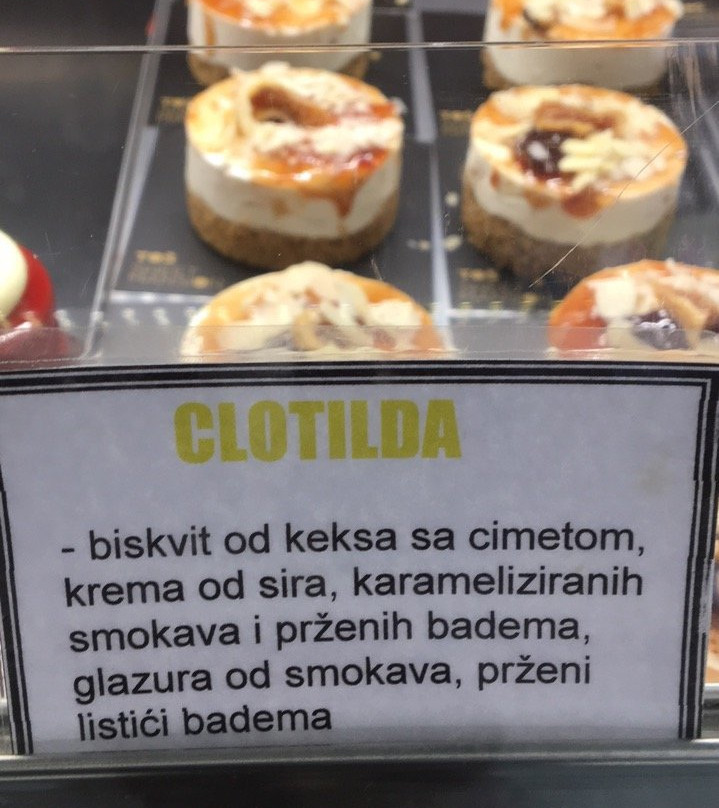 CLOTILDA
- biskvit od keksa sa cimetom,
krema od sira, karameliziranih
smokava i prženih badema,
glazura od smokava, prženi
listići badema